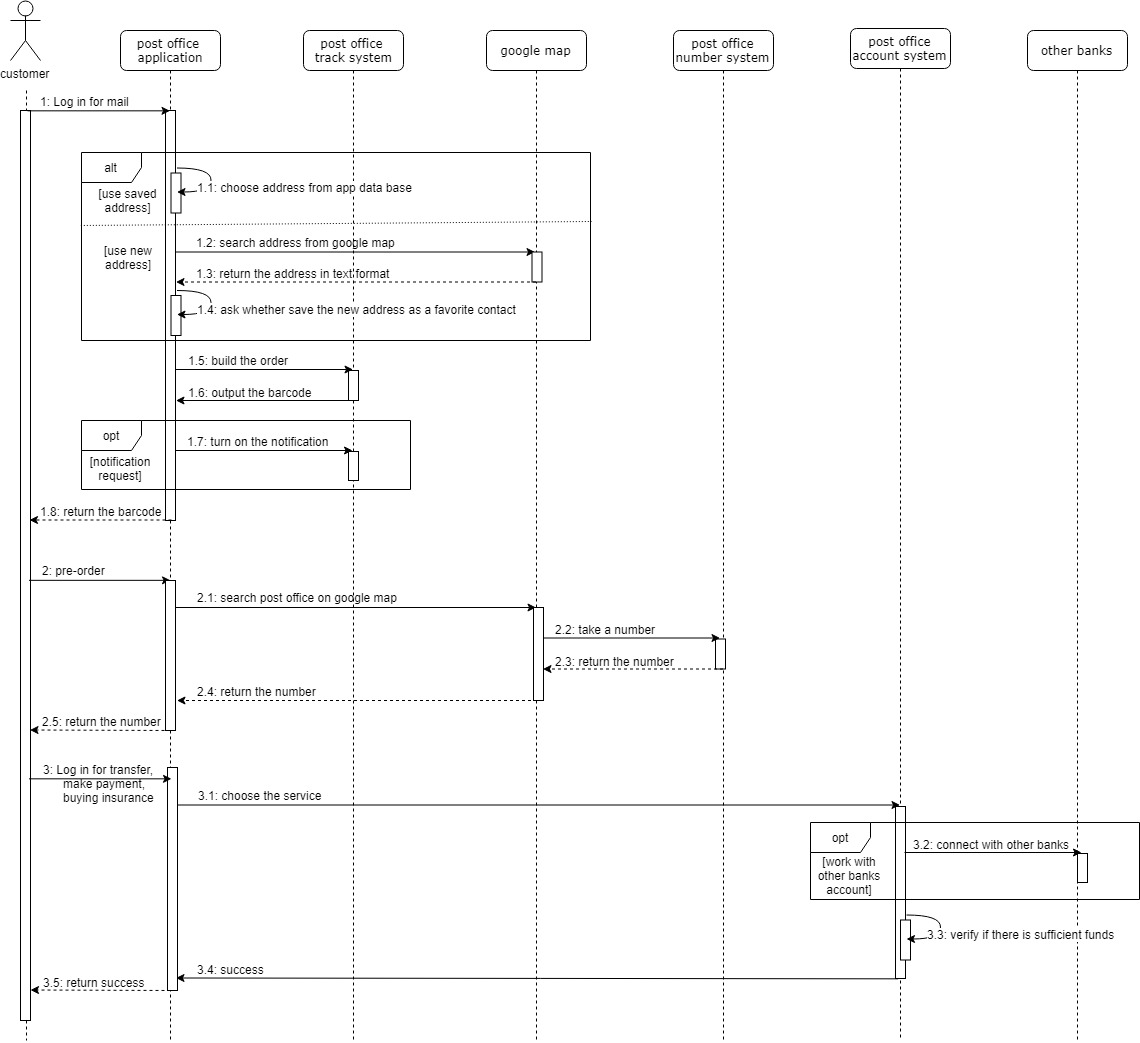 customer
post office
application
post office
track system
google map
post office
number system
post office
account system
other banks
1: Log in for mail
alt
[use saved
address]
1.1: choose address from app data base
[use new
address]
1.2: search address from google map
1.3: return the address in text format
1.4: ask whether save the new address as a favorite contact
1.5: build the order
1.6: output the barcode
opt
[notification
request]
1.7: turn on the notification
1.8: return the barcode
2: pre-order
2.1: search post office on google map
2.2: take a number
2.3: return the number
2.4: return the number
2.5: return the number
3: Log in for transfer,
make payment,
buying insurance
3.1: choose the service
opt
[work with
other banks
account]
3.2: connect with other banks
3.3: verify if there is sufficient funds
3.4: success
3.5: return success